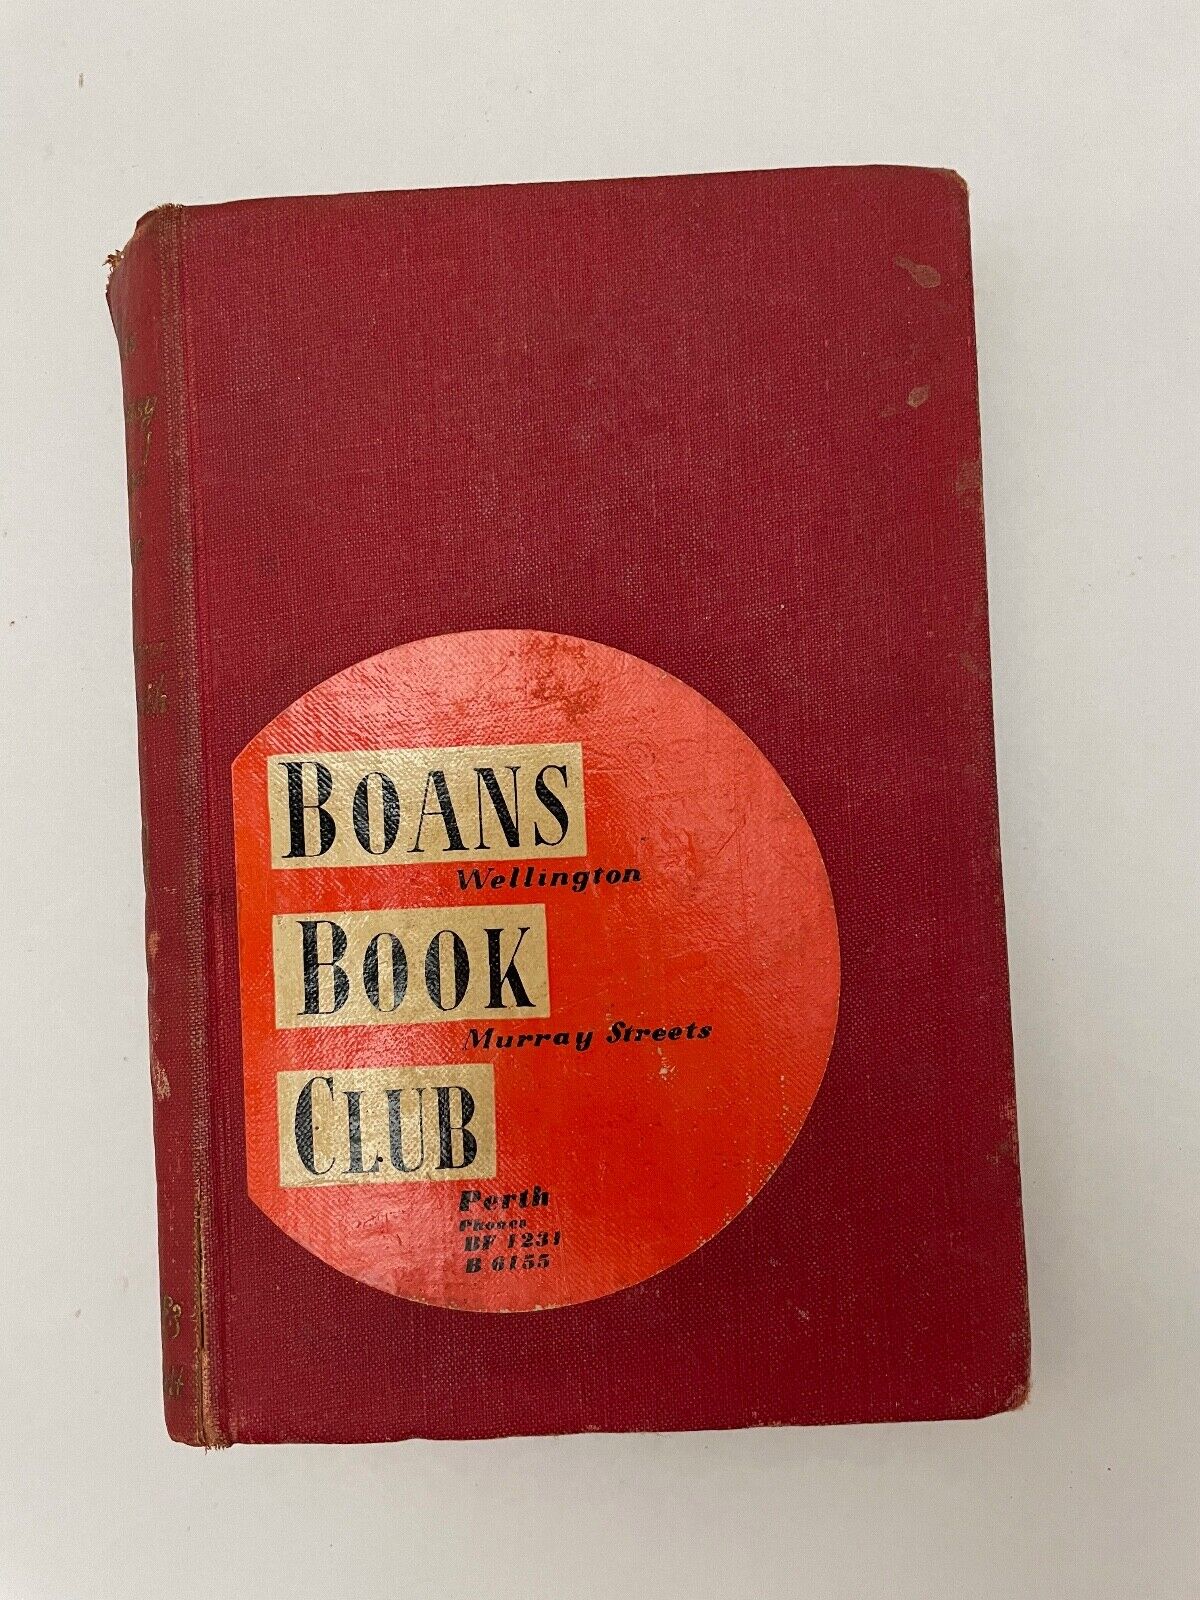 BOANS
Wellington
BOOK
Murray Streets
CLUB
Perth
Phones
BF 1231
B 6155